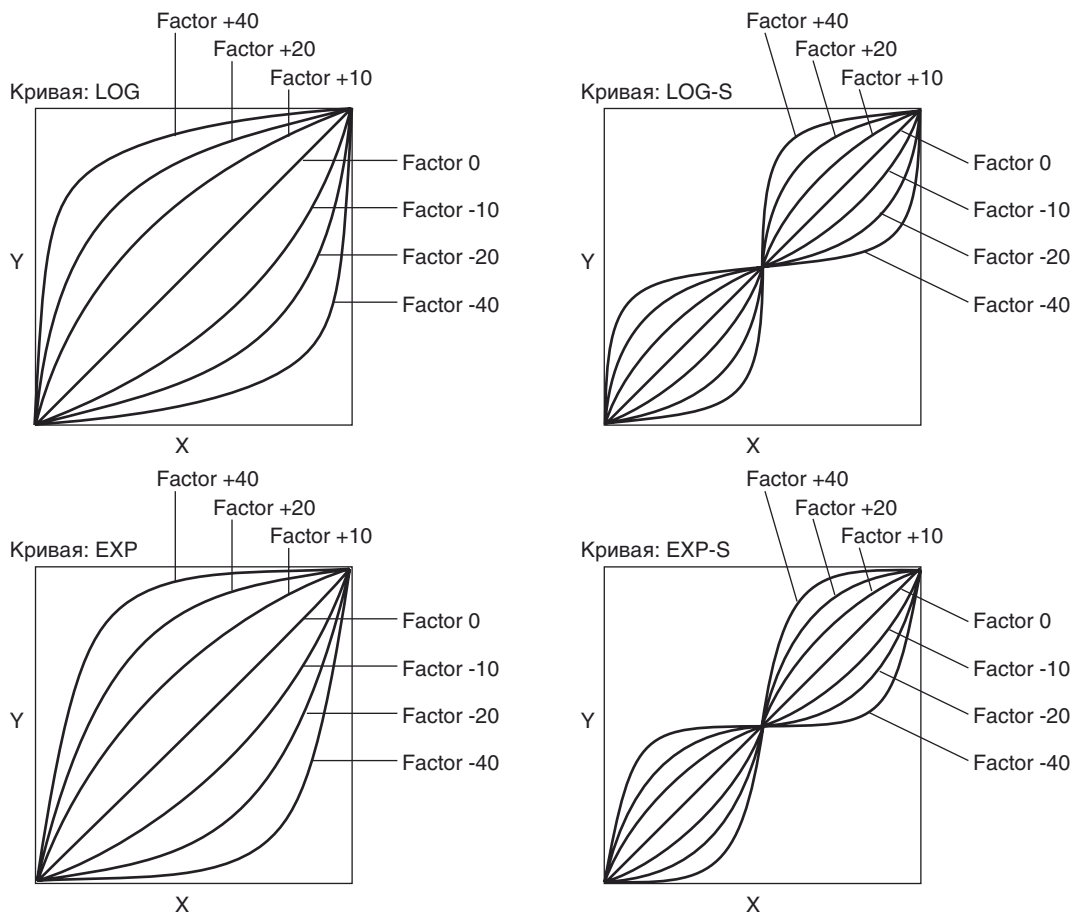 Factor +40
Factor +20
Factor +10
Кривая: LOG
Factor 0
Factor -10
Factor -20
Factor -40
Y
X
Factor +40
Factor +20
Factor +10
Кривая: LOG-S
Factor 0
Factor -10
Factor -20
Factor -40
Y
X
Factor +40
Factor +20
Factor +10
Кривая: EXP
Factor 0
Factor -10
Factor -20
Factor -40
Y
X
Factor +40
Factor +20
Factor +10
Кривая: EXP-S
Factor 0
Factor -10
Factor -20
Factor -40
Y
X